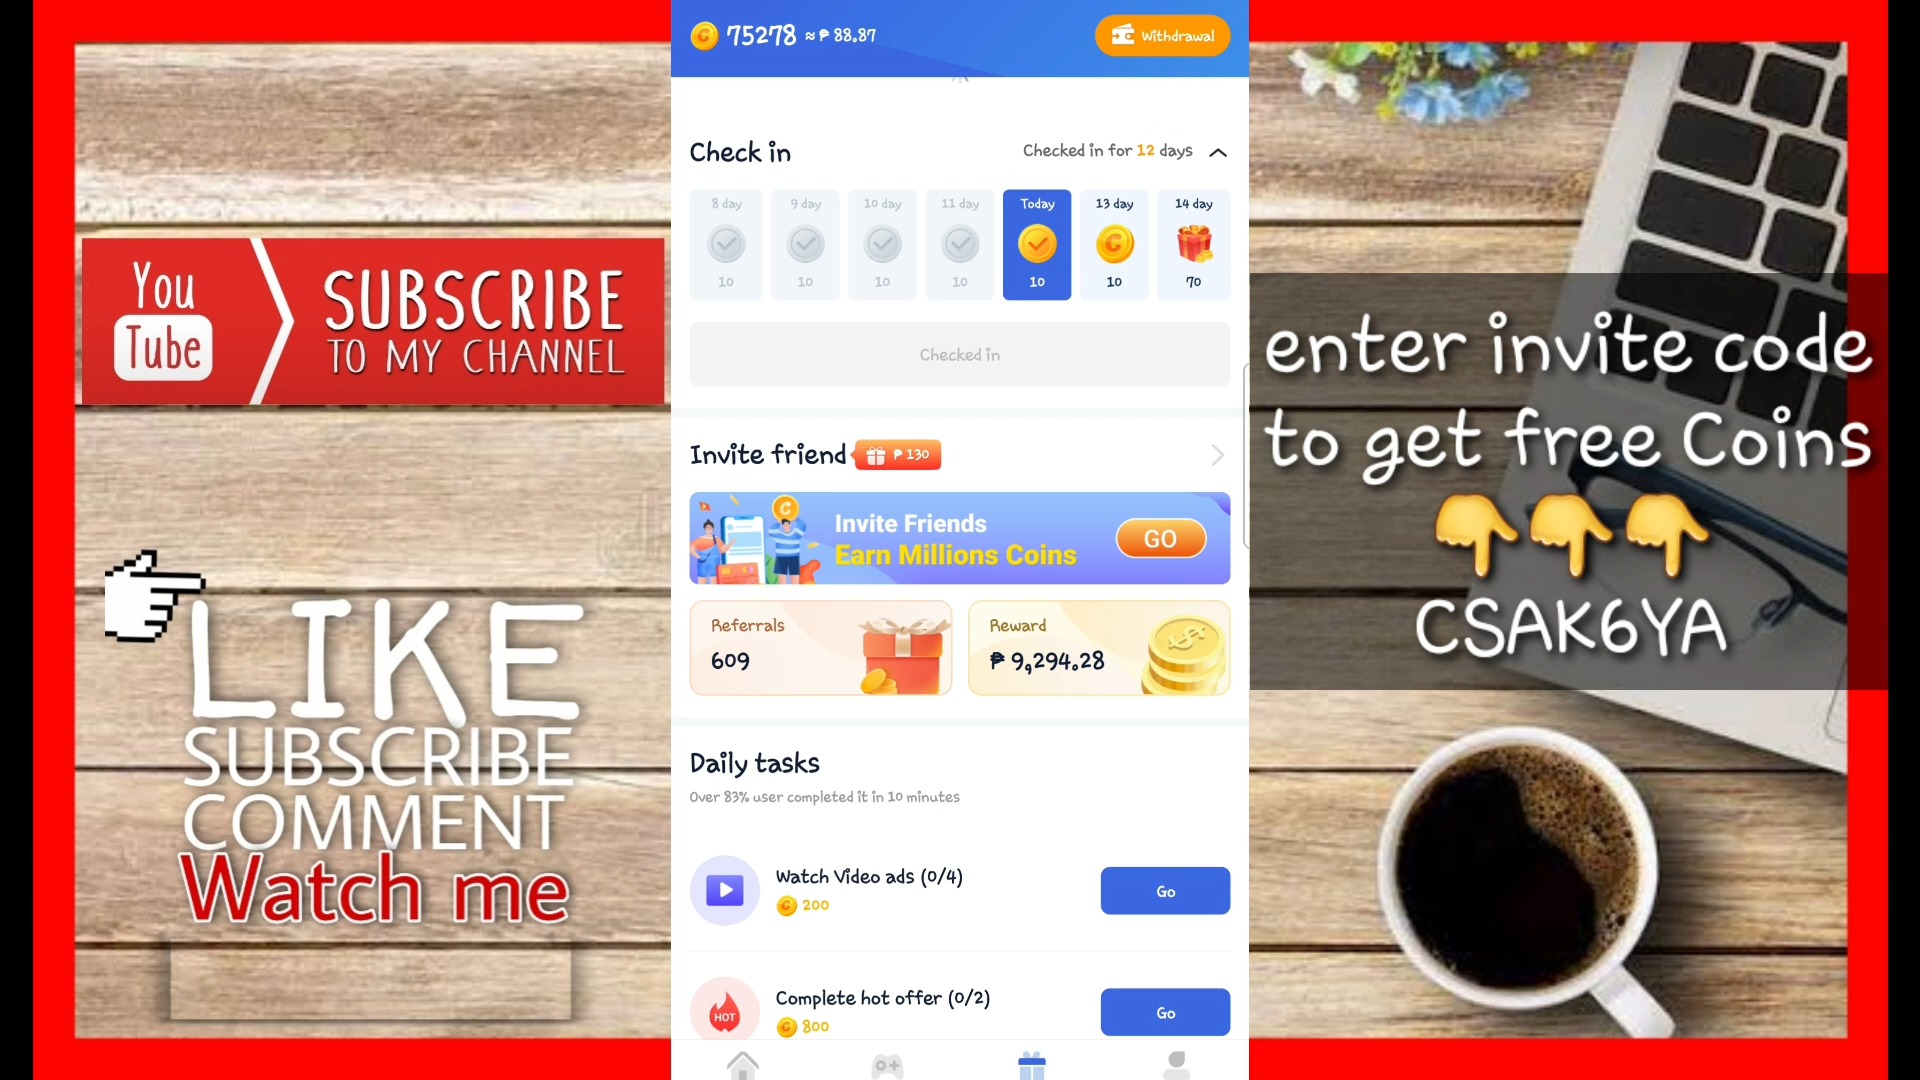 You
Tube
SUBSCRIBE
TO MY CHANNEL
LIKE
SUBSCRIBE
COMMENT
Watch me
75278 ≈ ₱ 88.87
Withdrawal
Check in
Checked in for 12 days
8 day
9 day
10 day
11 day
Today
13 day
14 day
10
10
10
10
10
10
70
Checked in
Invite friend
₱ 130
Invite Friends
Earn Millions Coins
GO
Referrals
609
Reward
₱ 9,294.28
Daily tasks
Over 83% user completed it in 10 minutes
Watch Video ads (0/4)
200
Go
HOT
Complete hot offer (0/2)
800
Go
enter invite code
to get free Coins
👇👇👇
CSAK6YA